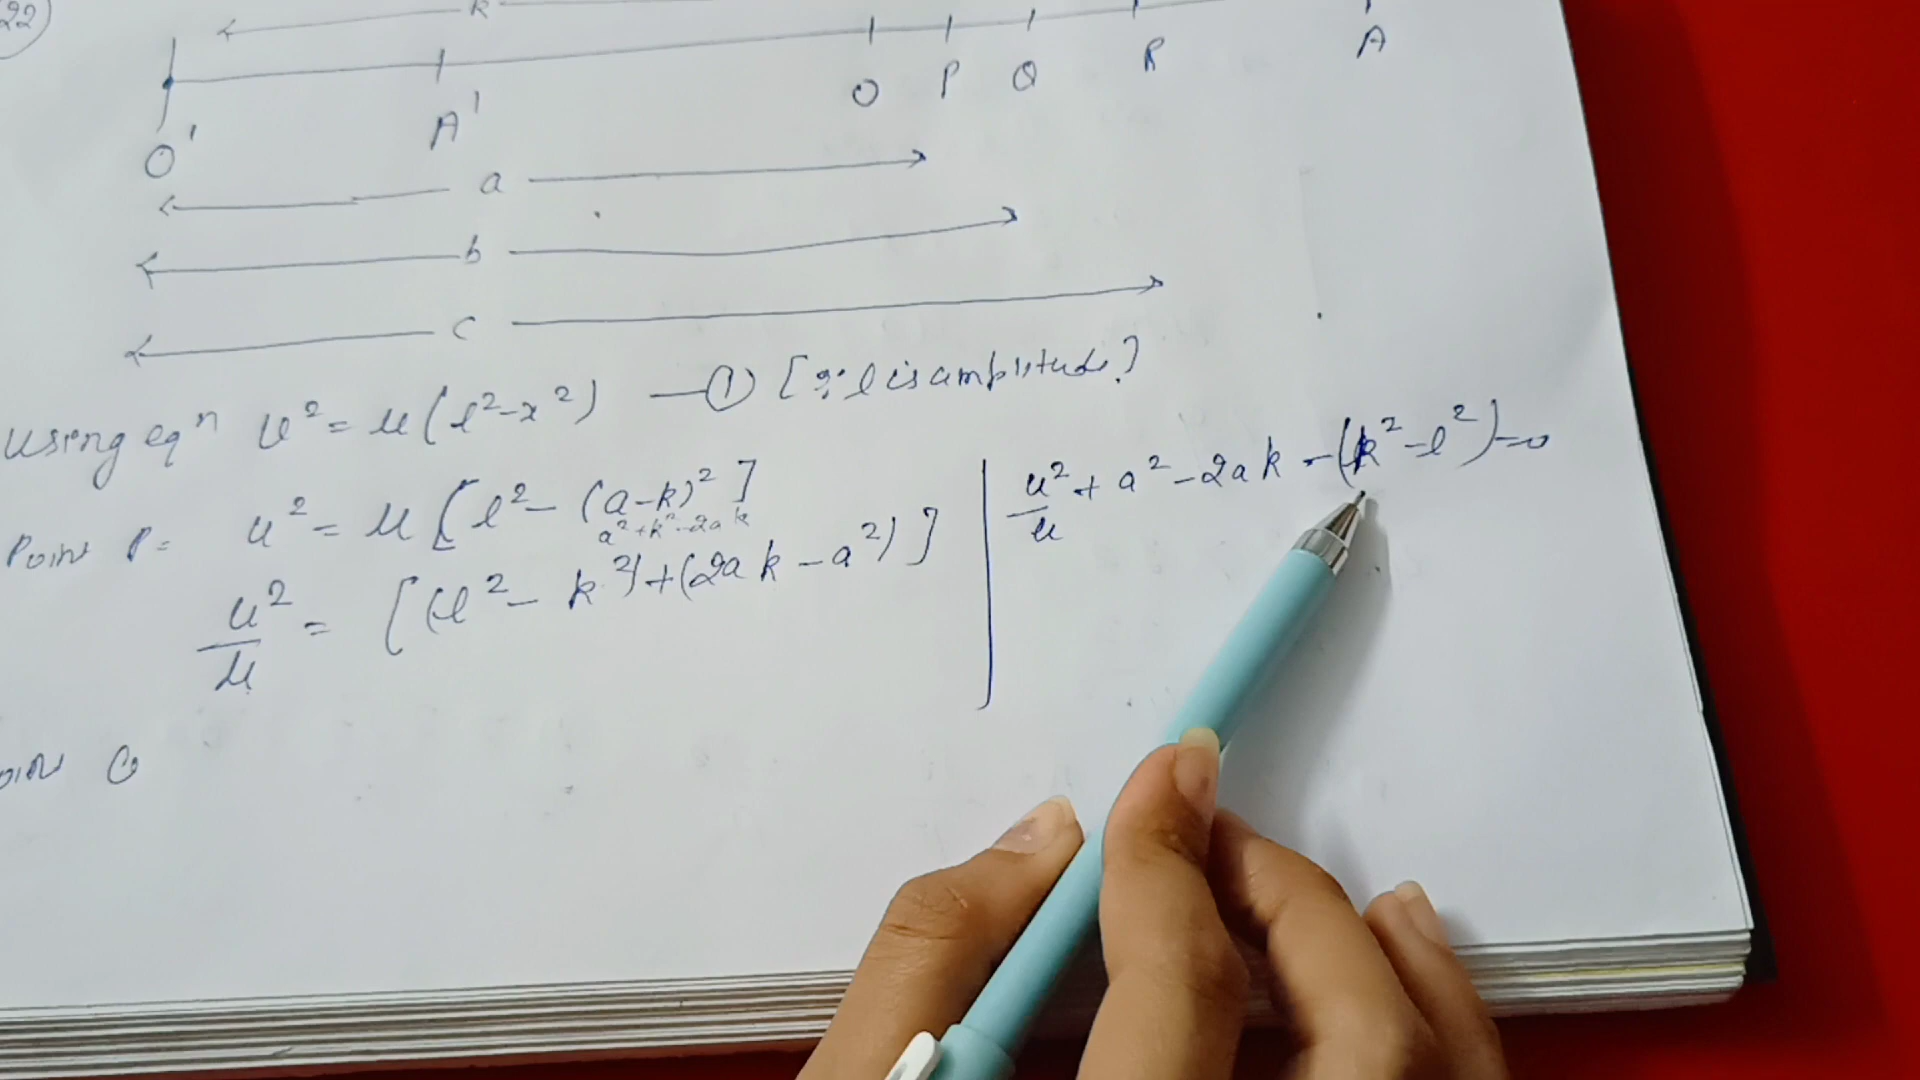 22
k
O' A' O P Q R A
a
b
c
Using eqⁿ u² = μ(l²-x²) —① [∵ l is amplitude]
Point P = u² = μ[l² - (a-k)²]
a²+k²-2ak
u²/μ = [(l² - k²)+(2ak - a²)]
u²/μ + a² - 2ak - (k² - l²) = 0